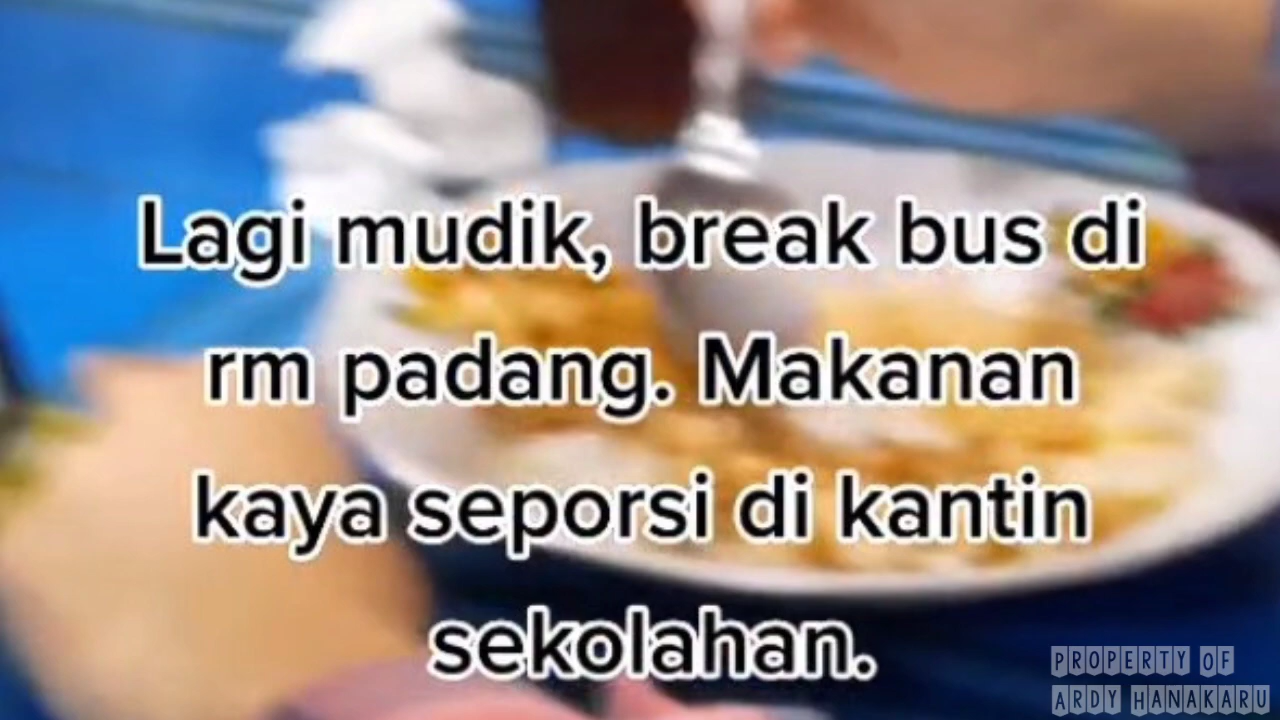 Lagi mudik, break bus di
rm padang. Makanan
kaya seporsi di kantin
sekolahan.
PROPERTY OF
ARDY HANAKARU